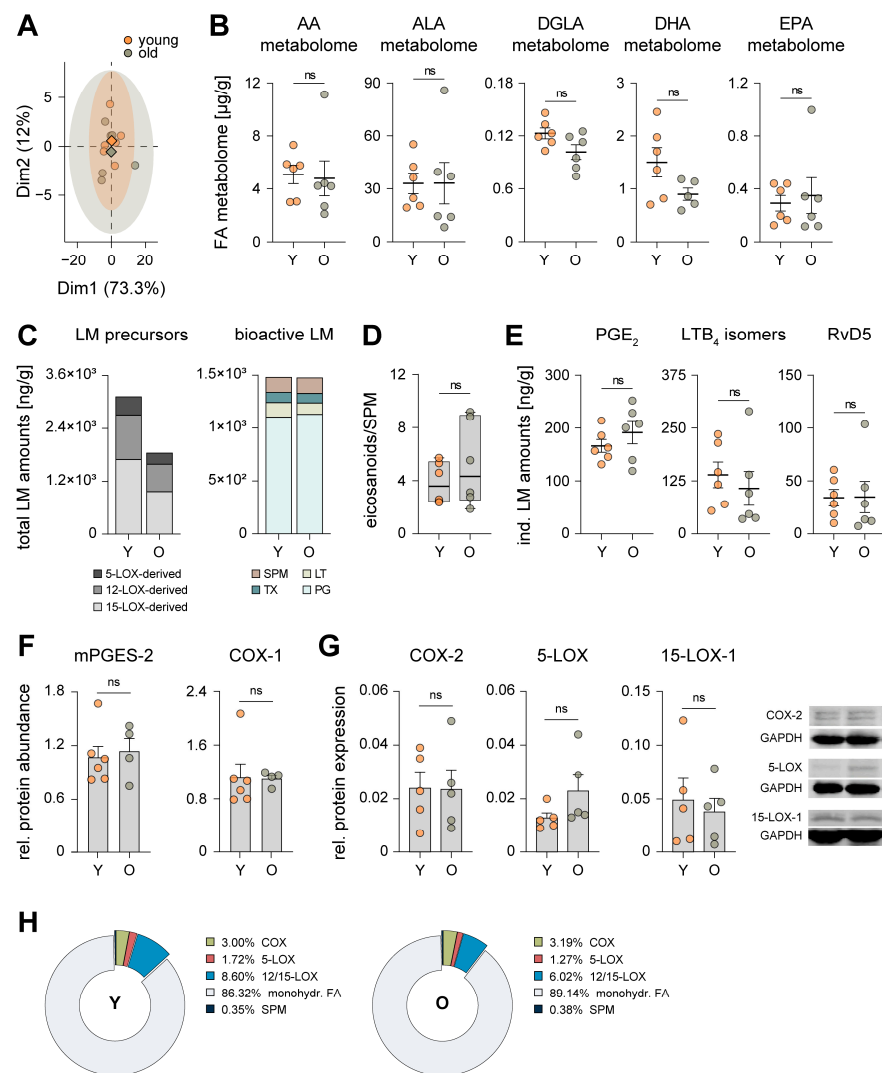 A
young
old
Dim2 (12%)
5
0
−5
−20
0
20
Dim1 (73.3%)
B
AA
metabolome
ALA
metabolome
DGLA
metabolome
DHA
metabolome
EPA
metabolome
FA metabolome [µg/g]
12
8
4
0
ns
Y O
90
60
30
0
ns
Y O
0.18
0.12
0.06
0
ns
Y O
3
2
1
0
ns
Y O
1.2
0.8
0.4
0
ns
Y O
C
LM precursors
bioactive LM
total LM amounts [ng/g]
3.6×10³
2.4×10³
1.2×10³
0
Y O
5-LOX-derived
12-LOX-derived
15-LOX-derived
1.5×10³
1×10³
5×10²
0
Y O
SPM LT
TX PG
D
eicosanoids/SPM
12
8
4
0
ns
Y O
E
PGE₂
LTB₄ isomers
RvD5
ind. LM amounts [ng/g]
300
200
100
0
ns
Y O
375
250
125
0
ns
Y O
150
100
50
0
ns
Y O
F
mPGES-2
COX-1
rel. protein abundance
1.8
1.2
0.6
0
ns
Y O
2.4
1.6
0.8
0
ns
Y O
G
COX-2
5-LOX
15-LOX-1
rel. protein expression
0.06
0.04
0.02
0
ns
Y O
0.06
0.04
0.02
0
ns
Y O
0.15
0.10
0.05
0
ns
Y O
COX-2
GAPDH
5-LOX
GAPDH
15-LOX-1
GAPDH
H
Y
3.00% COX
1.72% 5-LOX
8.60% 12/15-LOX
86.32% monohydr. FA
0.35% SPM
O
3.19% COX
1.27% 5-LOX
6.02% 12/15-LOX
89.14% monohydr. FA
0.38% SPM